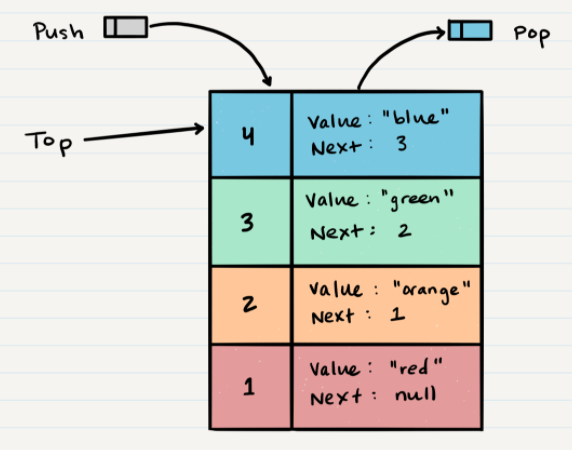 Push
Pop
Top
4
Value : "blue"
Next : 3
3
Value : "green"
Next : 2
2
Value : "orange"
Next : 1
1
Value : "red"
Next : null